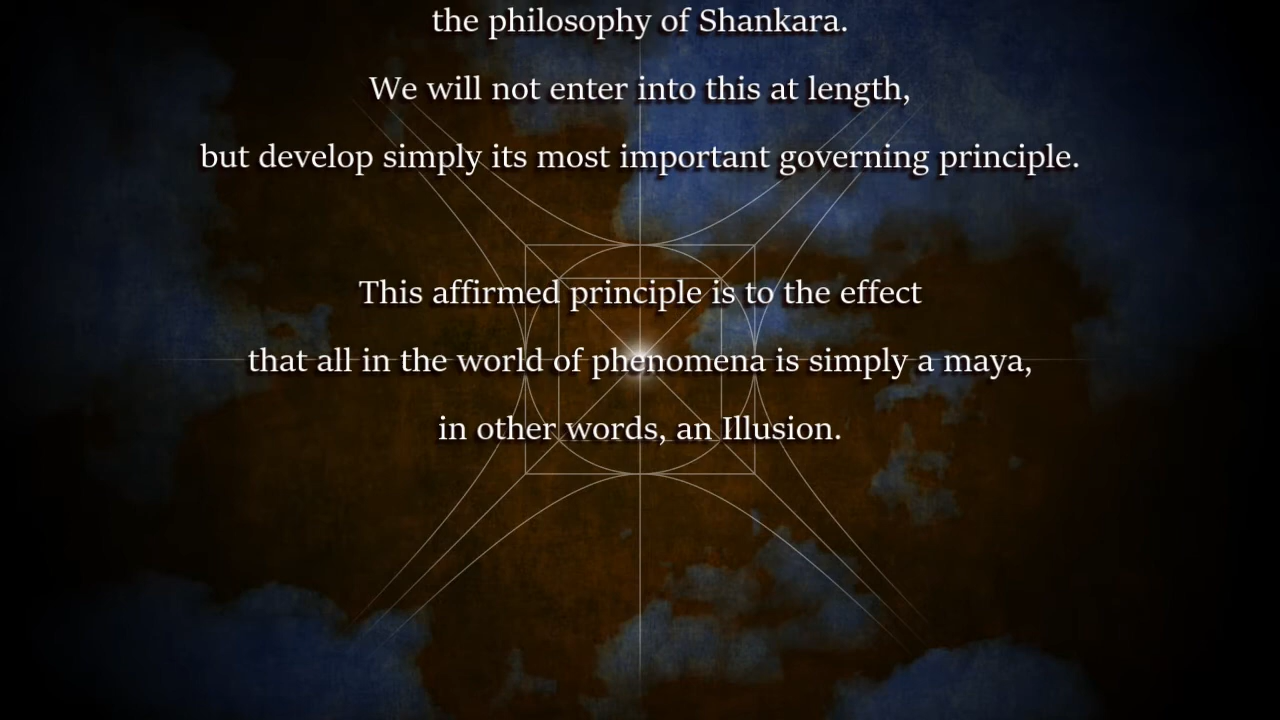 the philosophy of Shankara.
We will not enter into this at length,
but develop simply its most important governing principle.
This affirmed principle is to the effect
that all in the world of phenomena is simply a maya,
in other words, an Illusion.